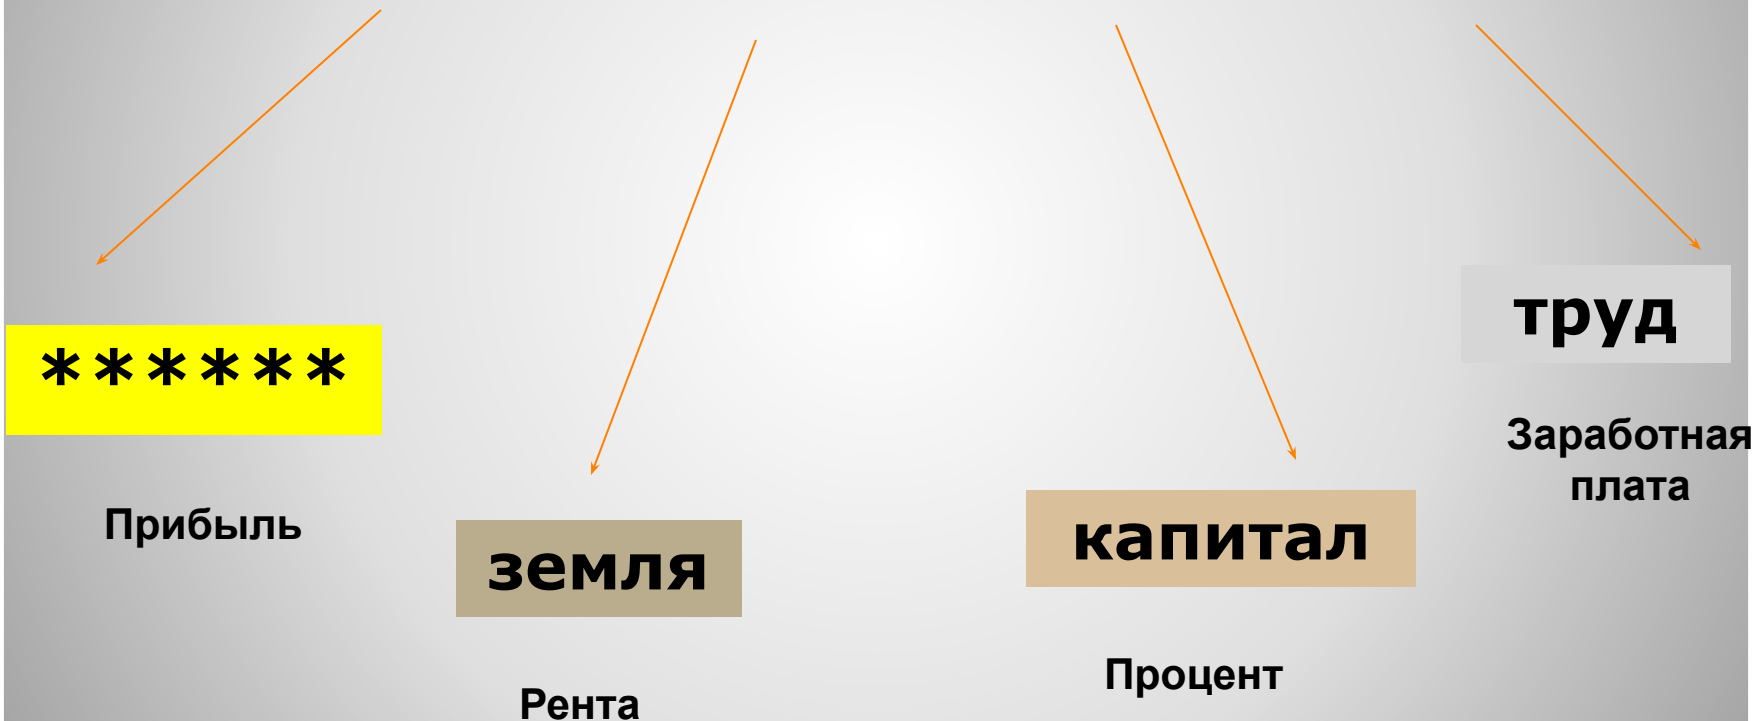 ******
Прибыль
земля
Рента
капитал
Процент
труд
Заработная
плата